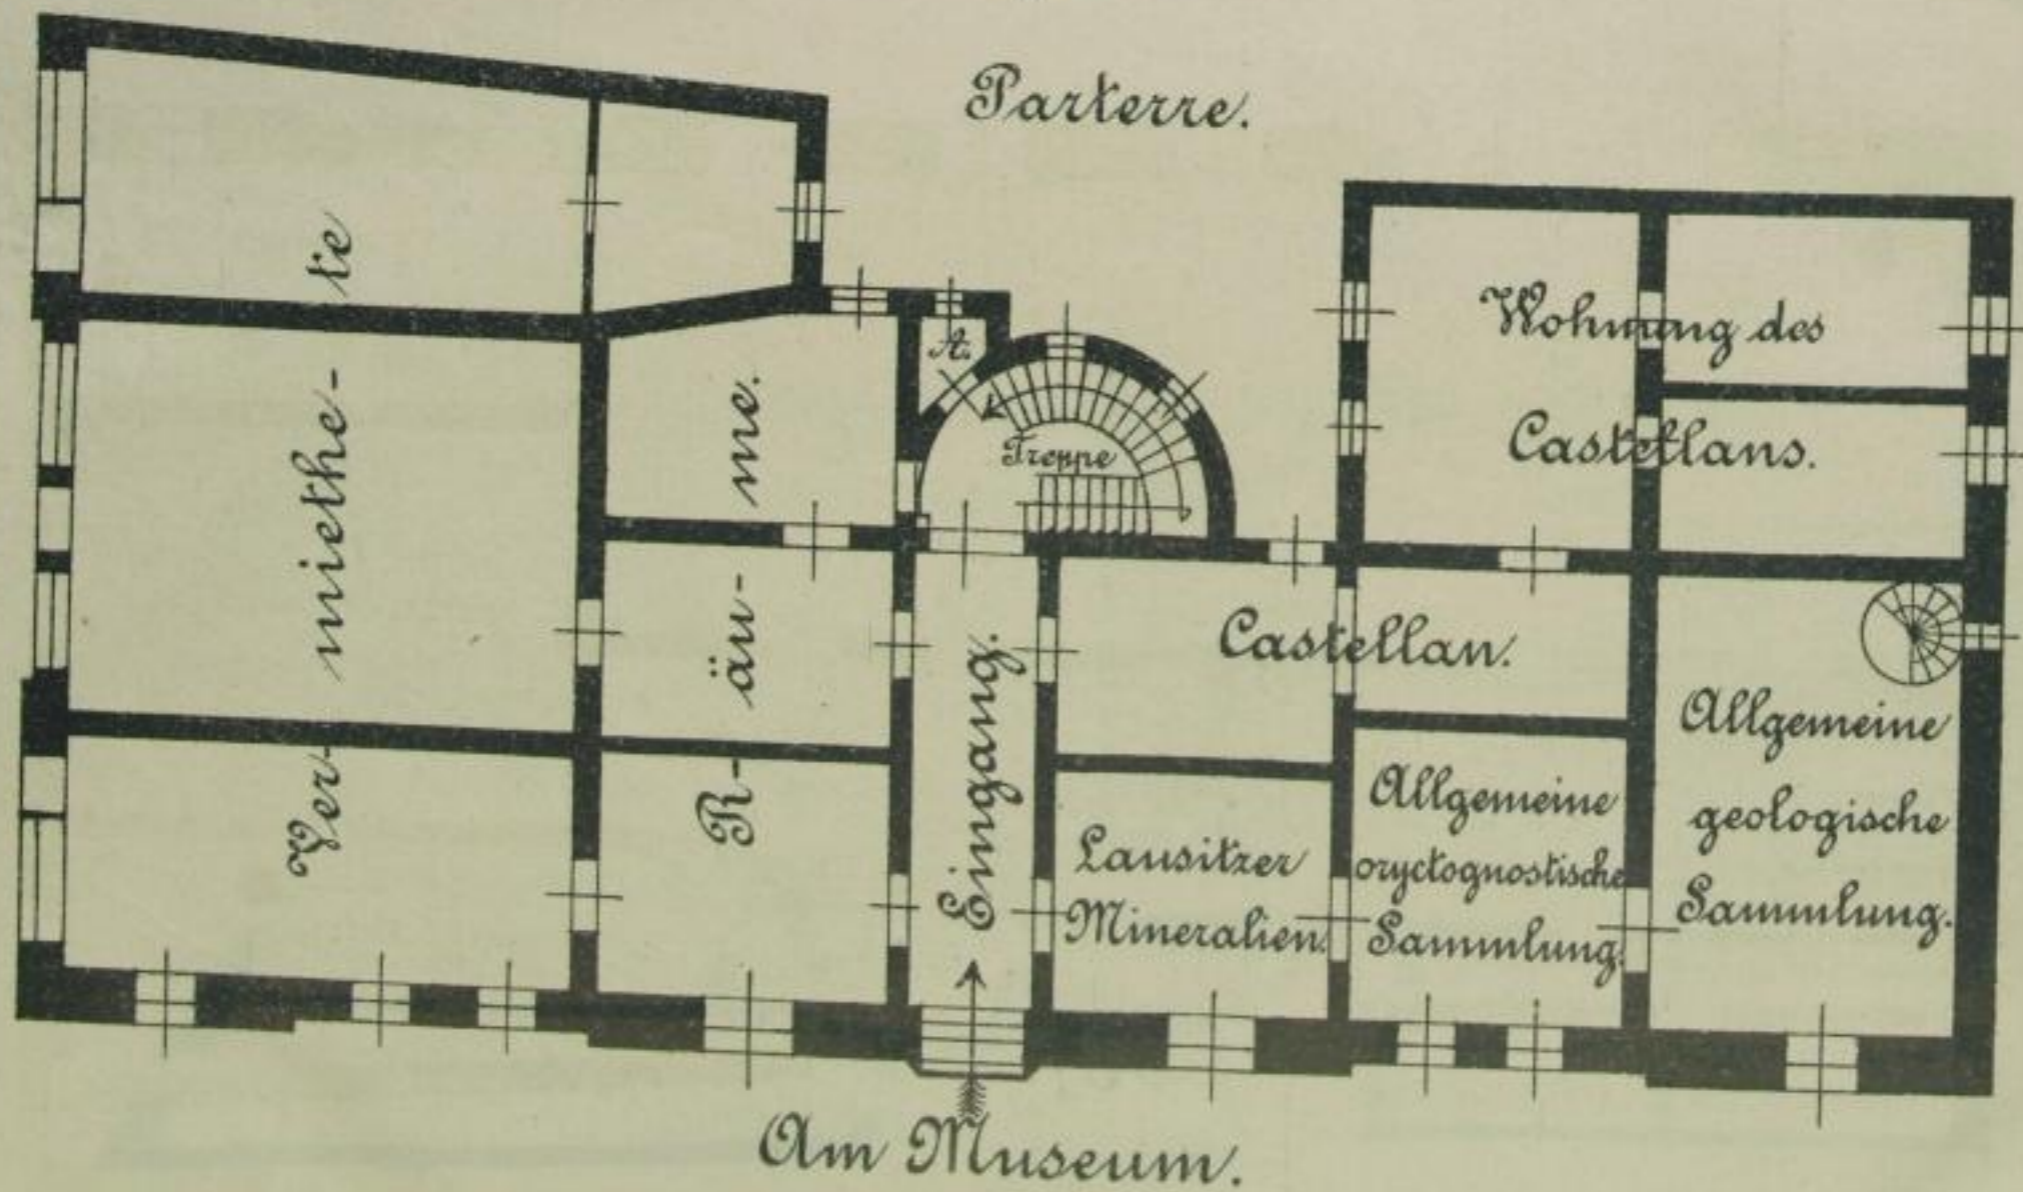 Parterre.
Ver- miethe- te
R- äu- me.
A.
Treppe
Eingang.
Wohnung des
Castellans.
Castellan.
Lausitzer
Mineralien.
Allgemeine
oryctognostische
Sammlung.
Allgemeine
geologische
Sammlung.
Am Museum.